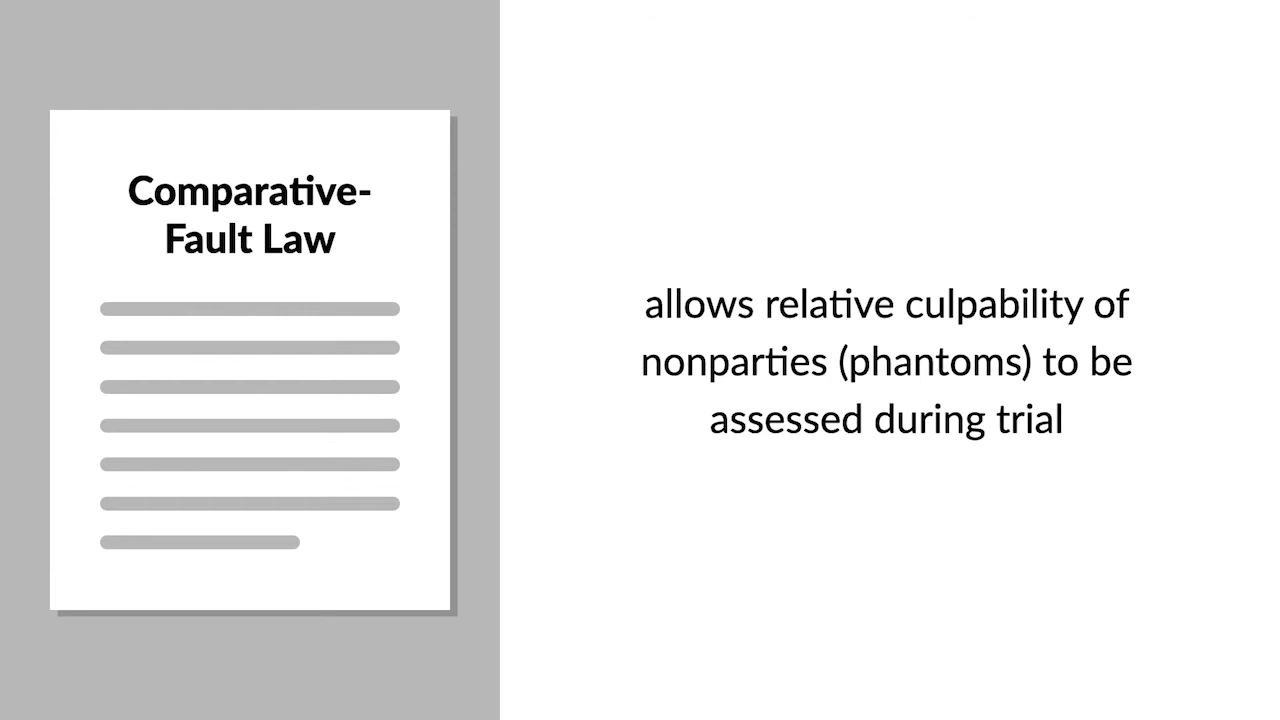 Comparative-
Fault Law
allows relative culpability of
nonparties (phantoms) to be
assessed during trial